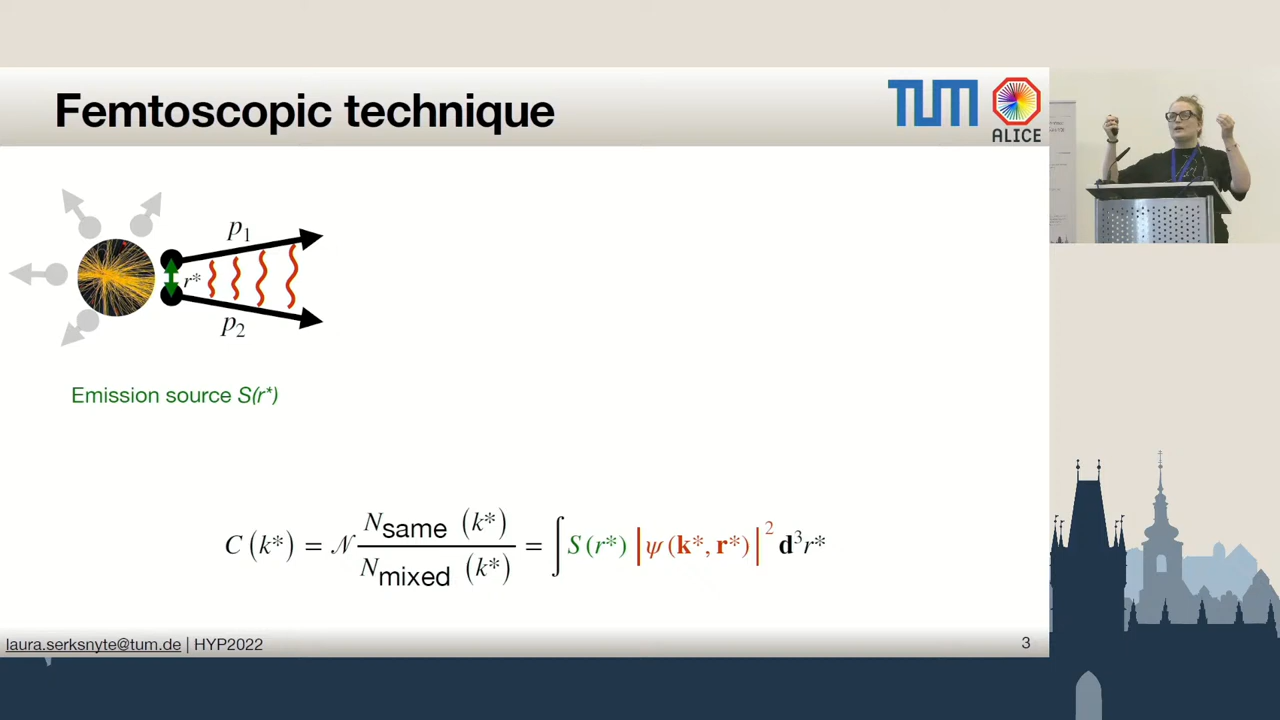 Femtoscopic technique
TUM
ALICE
p₁
r*
p₂
Emission source S(r*)
C(k*) = 𝒩 N_same (k*) / N_mixed (k*) = ∫ S(r*) |ψ(k*, r*)|² d³r*
laura.serksnyte@tum.de | HYP2022
3